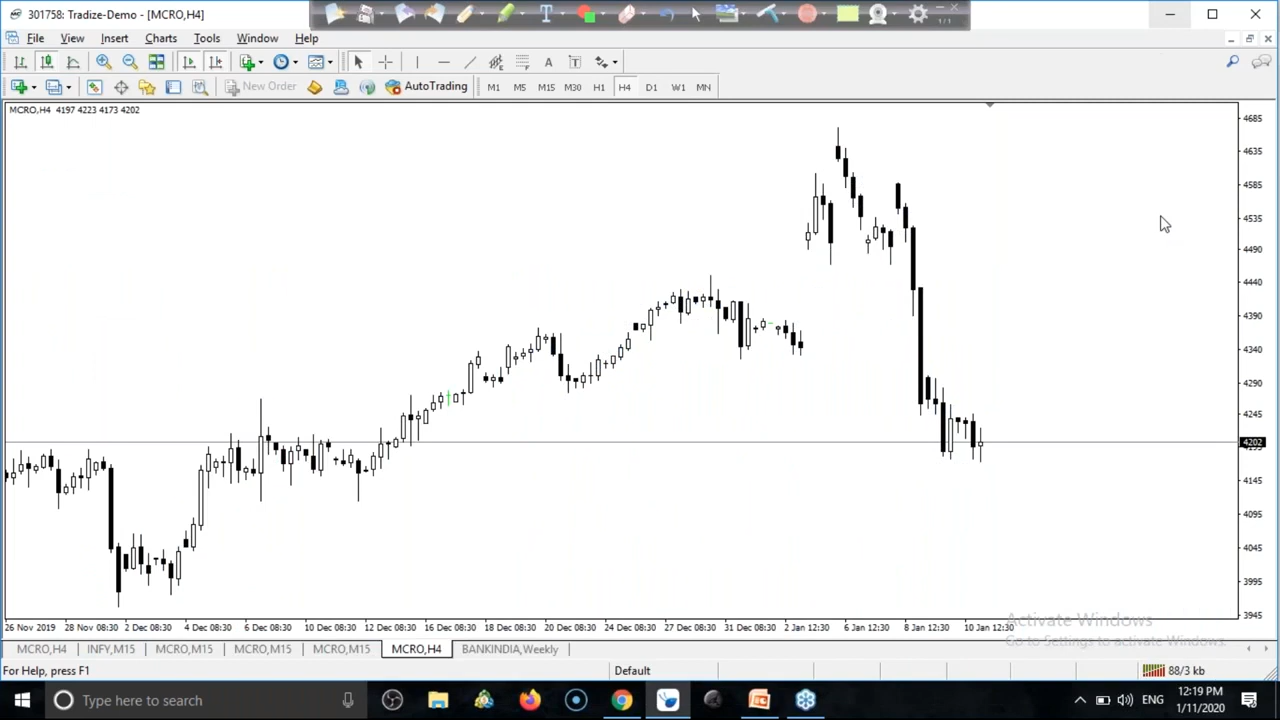 301758: Tradize-Demo - [MCRO,H4]
1/1
File View Insert Charts Tools Window Help
New Order AutoTrading M1 M5 M15 M30 H1 H4 D1 W1 MN
MCRO,H4 4197 4223 4173 4202
4685
4635
4585
4535
4490
4440
4390
4340
4290
4245
4202
4145
4095
4045
3995
3945
26 Nov 2019 28 Nov 08:30 2 Dec 08:30 4 Dec 08:30 6 Dec 08:30 10 Dec 08:30 12 Dec 08:30 16 Dec 08:30 18 Dec 08:30 20 Dec 08:30 24 Dec 08:30 27 Dec 08:30 31 Dec 08:30 2 Jan 12:30 6 Jan 12:30 8 Jan 12:30 10 Jan 12:30
Activate Windows
Go to Settings to activate Windows.
MCRO,H4 INFY,M15 MCRO,M15 MCRO,M15 MCRO,M15 MCRO,H4 BANKINDIA,Weekly
For Help, press F1 Default 88/3 kb
Type here to search ENG 12:19 PM
1/11/2020